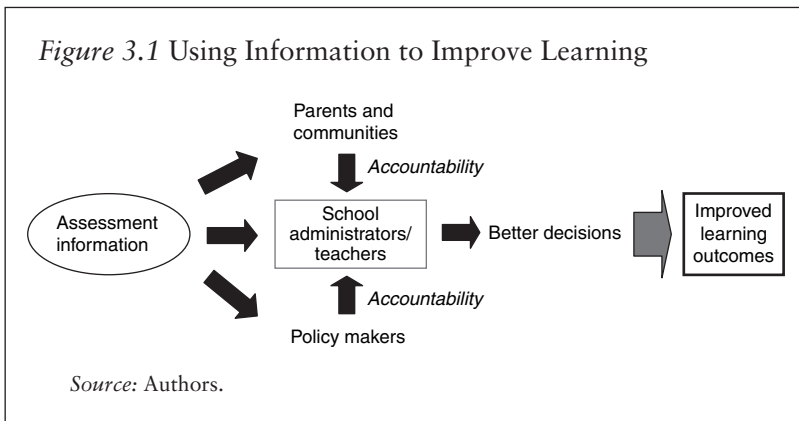 Figure 3.1 Using Information to Improve Learning
Parents and
communities
Accountability
Assessment
information
School
administrators/
teachers
Better decisions
Improved
learning
outcomes
Accountability
Policy makers
Source: Authors.